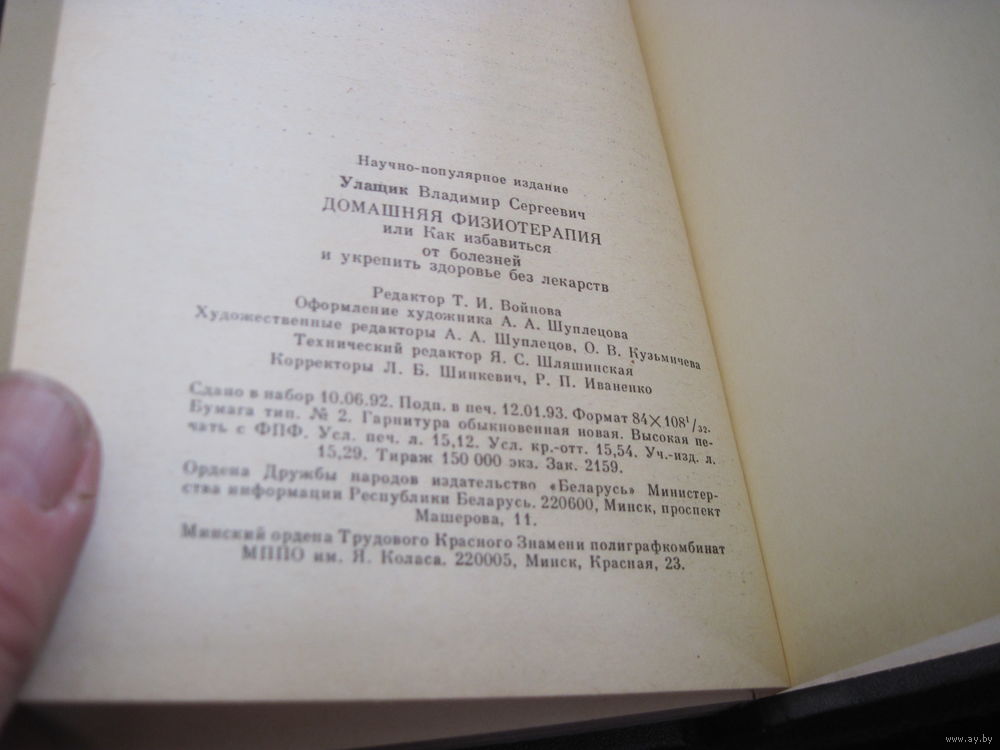 Научно-популярное издание
Улащик Владимир Сергеевич
ДОМАШНЯЯ ФИЗИОТЕРАПИЯ
или Как избавиться
от болезней
и укрепить здоровье без лекарств
Редактор Т. И. Войнова
Оформление художника А. А. Шуплецова
Художественные редакторы А. А. Шуплецов, О. В. Кузьмичева
Технический редактор Я. С. Шляшинская
Корректоры Л. Б. Шинкевич, Р. П. Иваненко
Сдано в набор 10.06.92. Подп. в печ. 12.01.93. Формат 84×108¹/₃₂.
Бумага тип. № 2. Гарнитура обыкновенная новая. Высокая пе-
чать с ФПФ. Усл. печ. л. 15,12. Усл. кр.-отт. 15,54. Уч.-изд. л.
15,29. Тираж 150 000 экз. Зак. 2159.
Ордена Дружбы народов издательство «Беларусь» Министер-
ства информации Республики Беларусь. 220600, Минск, проспект
Машерова, 11.
Минский ордена Трудового Красного Знамени полиграфкомбинат
МППО им. Я. Коласа. 220005, Минск, Красная, 23.
www.ay.by